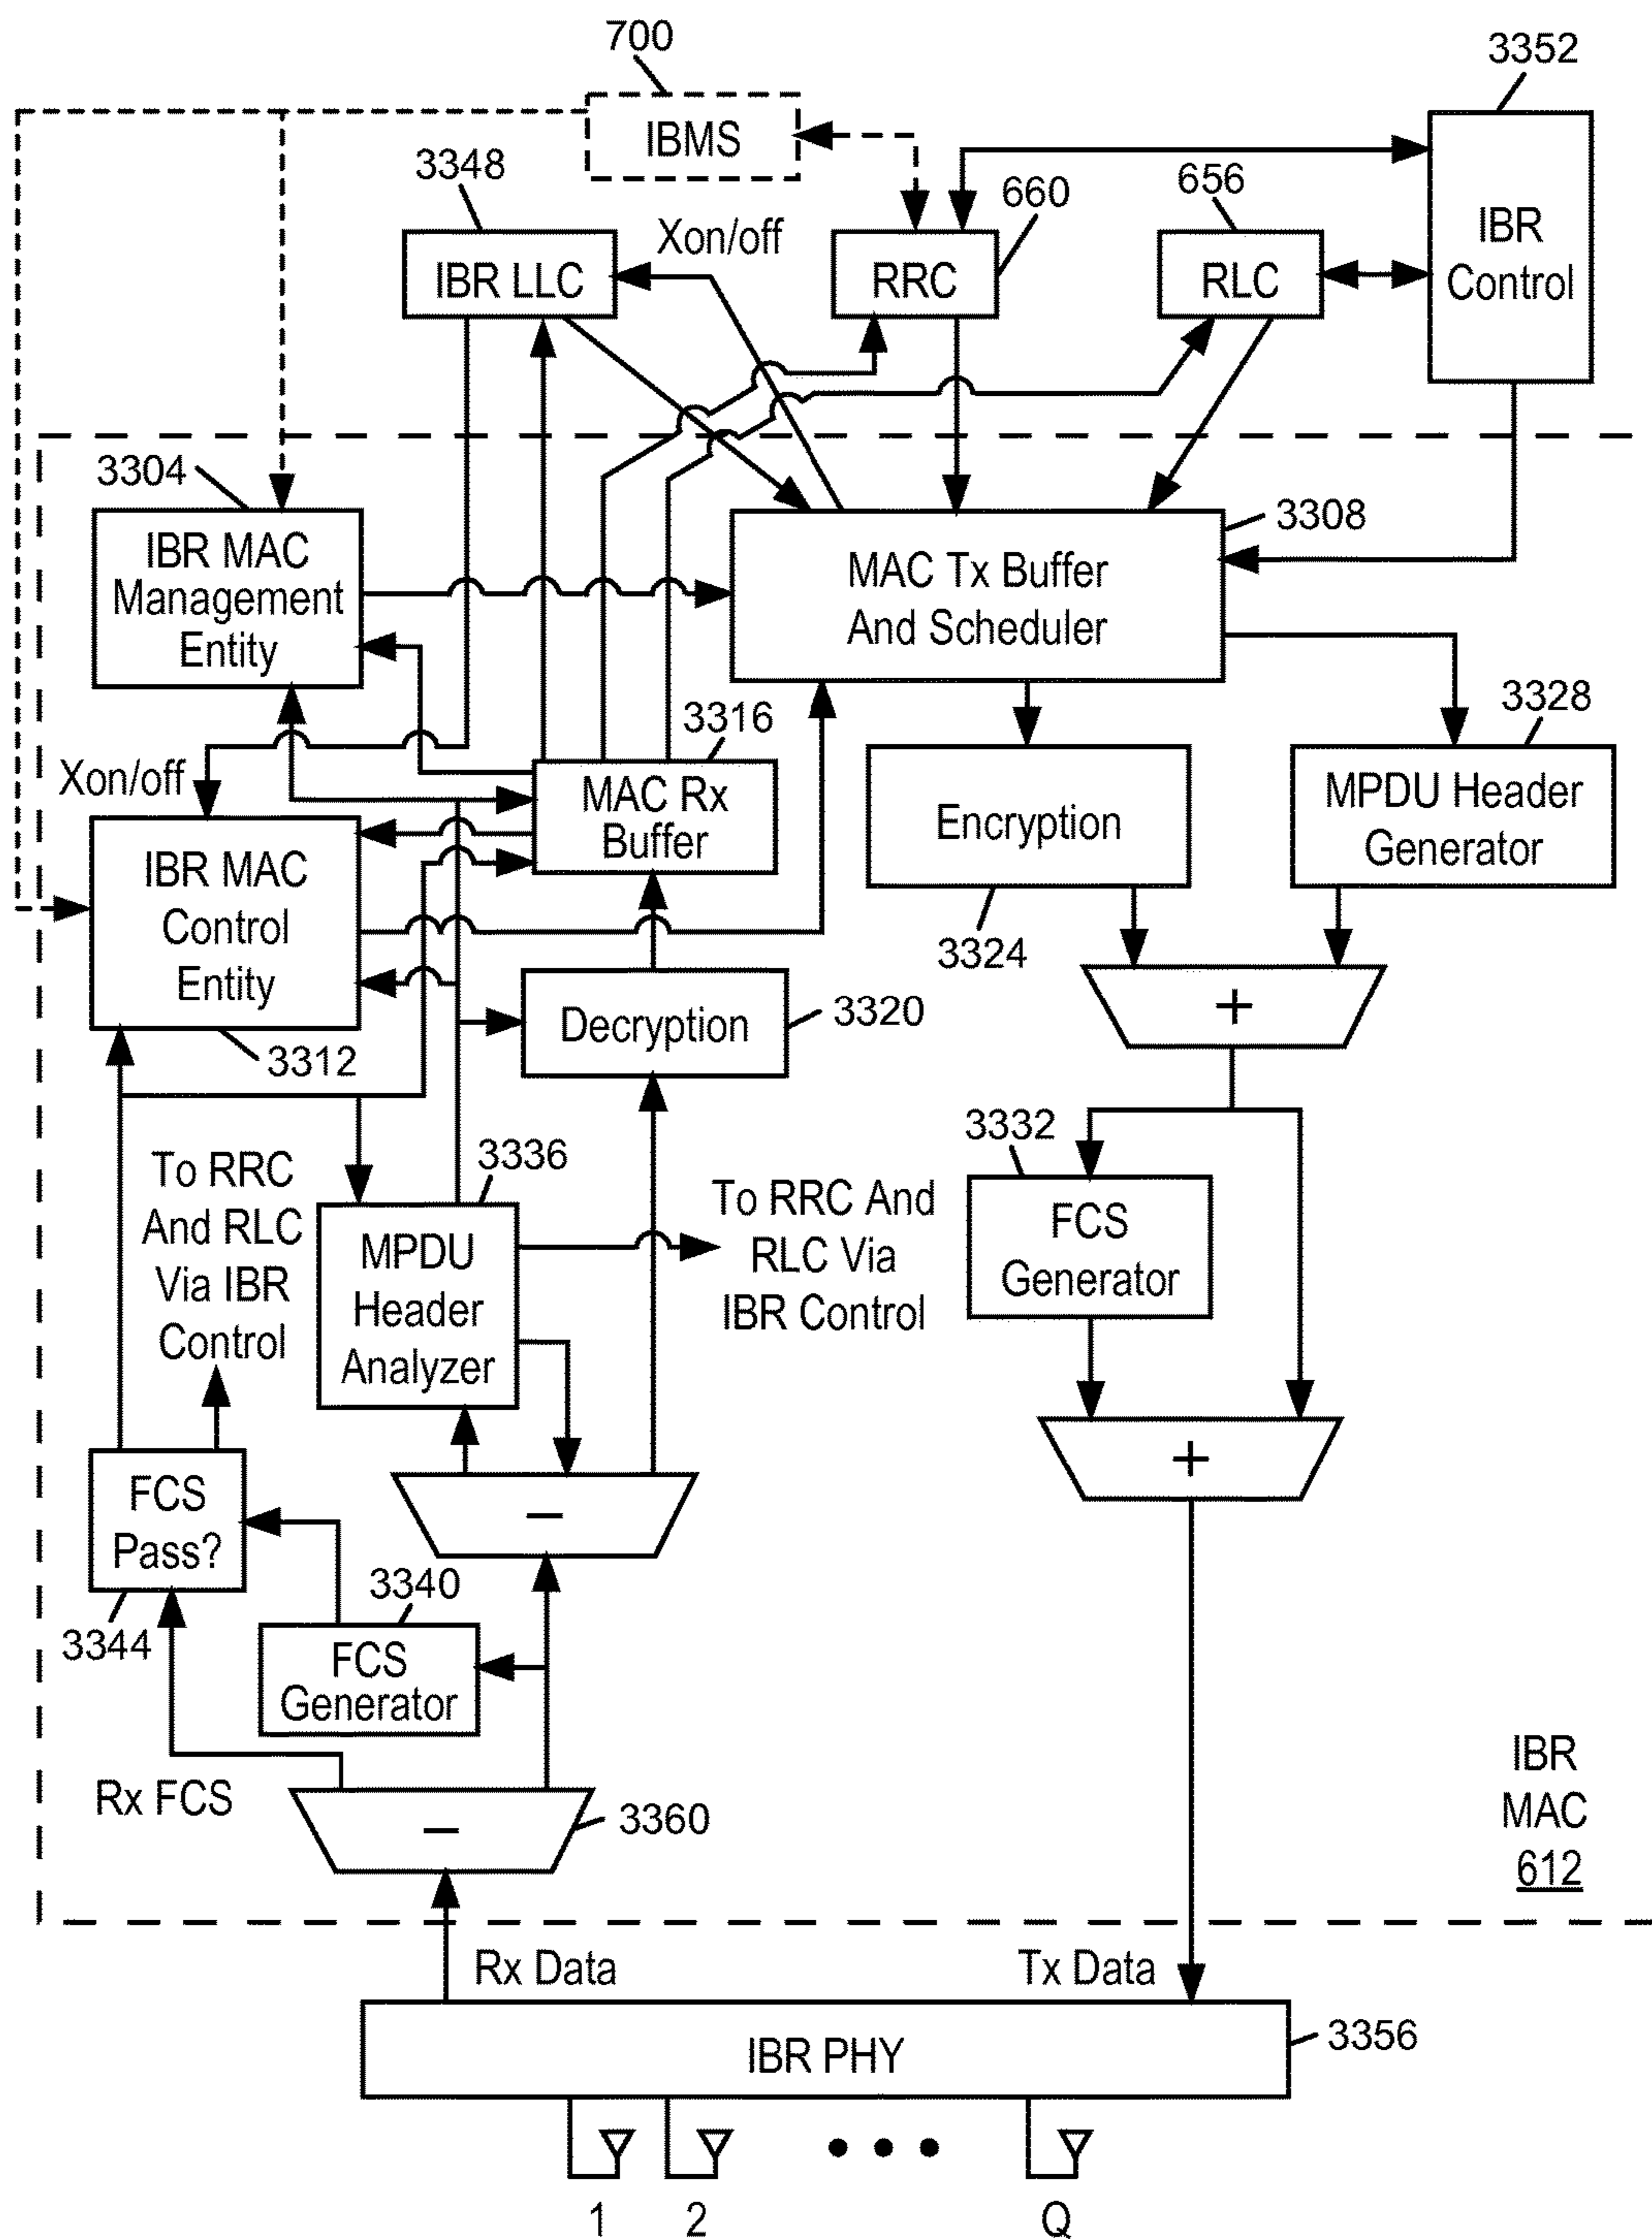 700
3352
IBMS
3348
660
656
Xon/off
IBR LLC
RRC
RLC
IBR
Control
3304
3308
IBR MAC
Management
Entity
MAC Tx Buffer
And Scheduler
3316
3328
Xon/off
MAC Rx
Buffer
Encryption
MPDU Header
Generator
IBR MAC
Control
Entity
3324
3312
Decryption
3320
+
3336
3332
To RRC
And RLC
Via IBR
Control
MPDU
Header
Analyzer
To RRC And
RLC Via
IBR Control
FCS
Generator
FCS
Pass?
−
+
3344
3340
FCS
Generator
Rx FCS
−
3360
IBR
MAC
612
Rx Data
Tx Data
IBR PHY
3356
1
2
• • •
Q